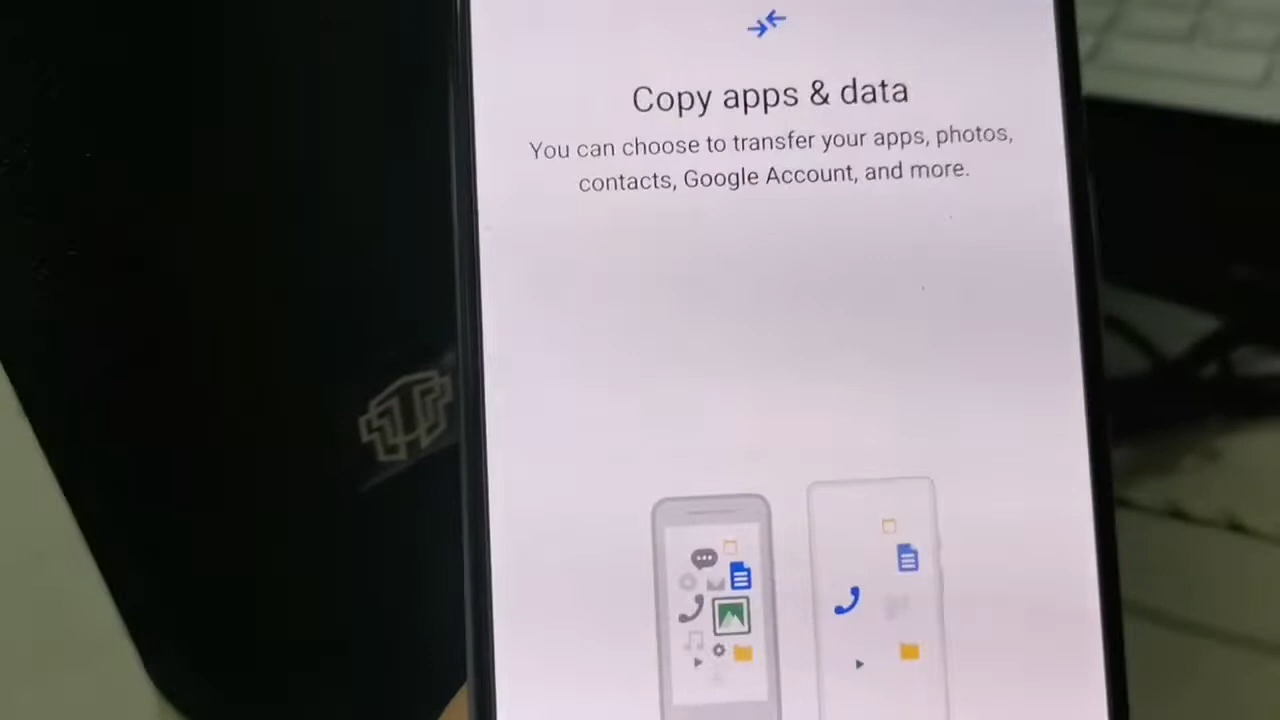 Copy apps & data
You can choose to transfer your apps, photos,
contacts, Google Account, and more.